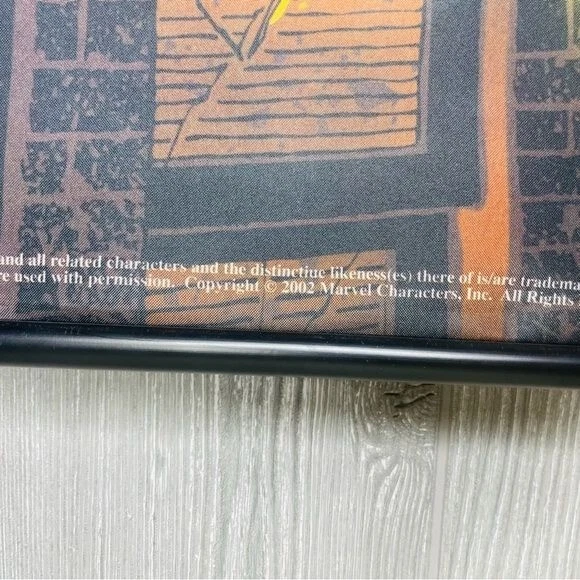 and all related characters and the distinctive likeness(es) there of is/are
used with permission. Copyright © 2002 Marvel Characters, Inc. All Rights